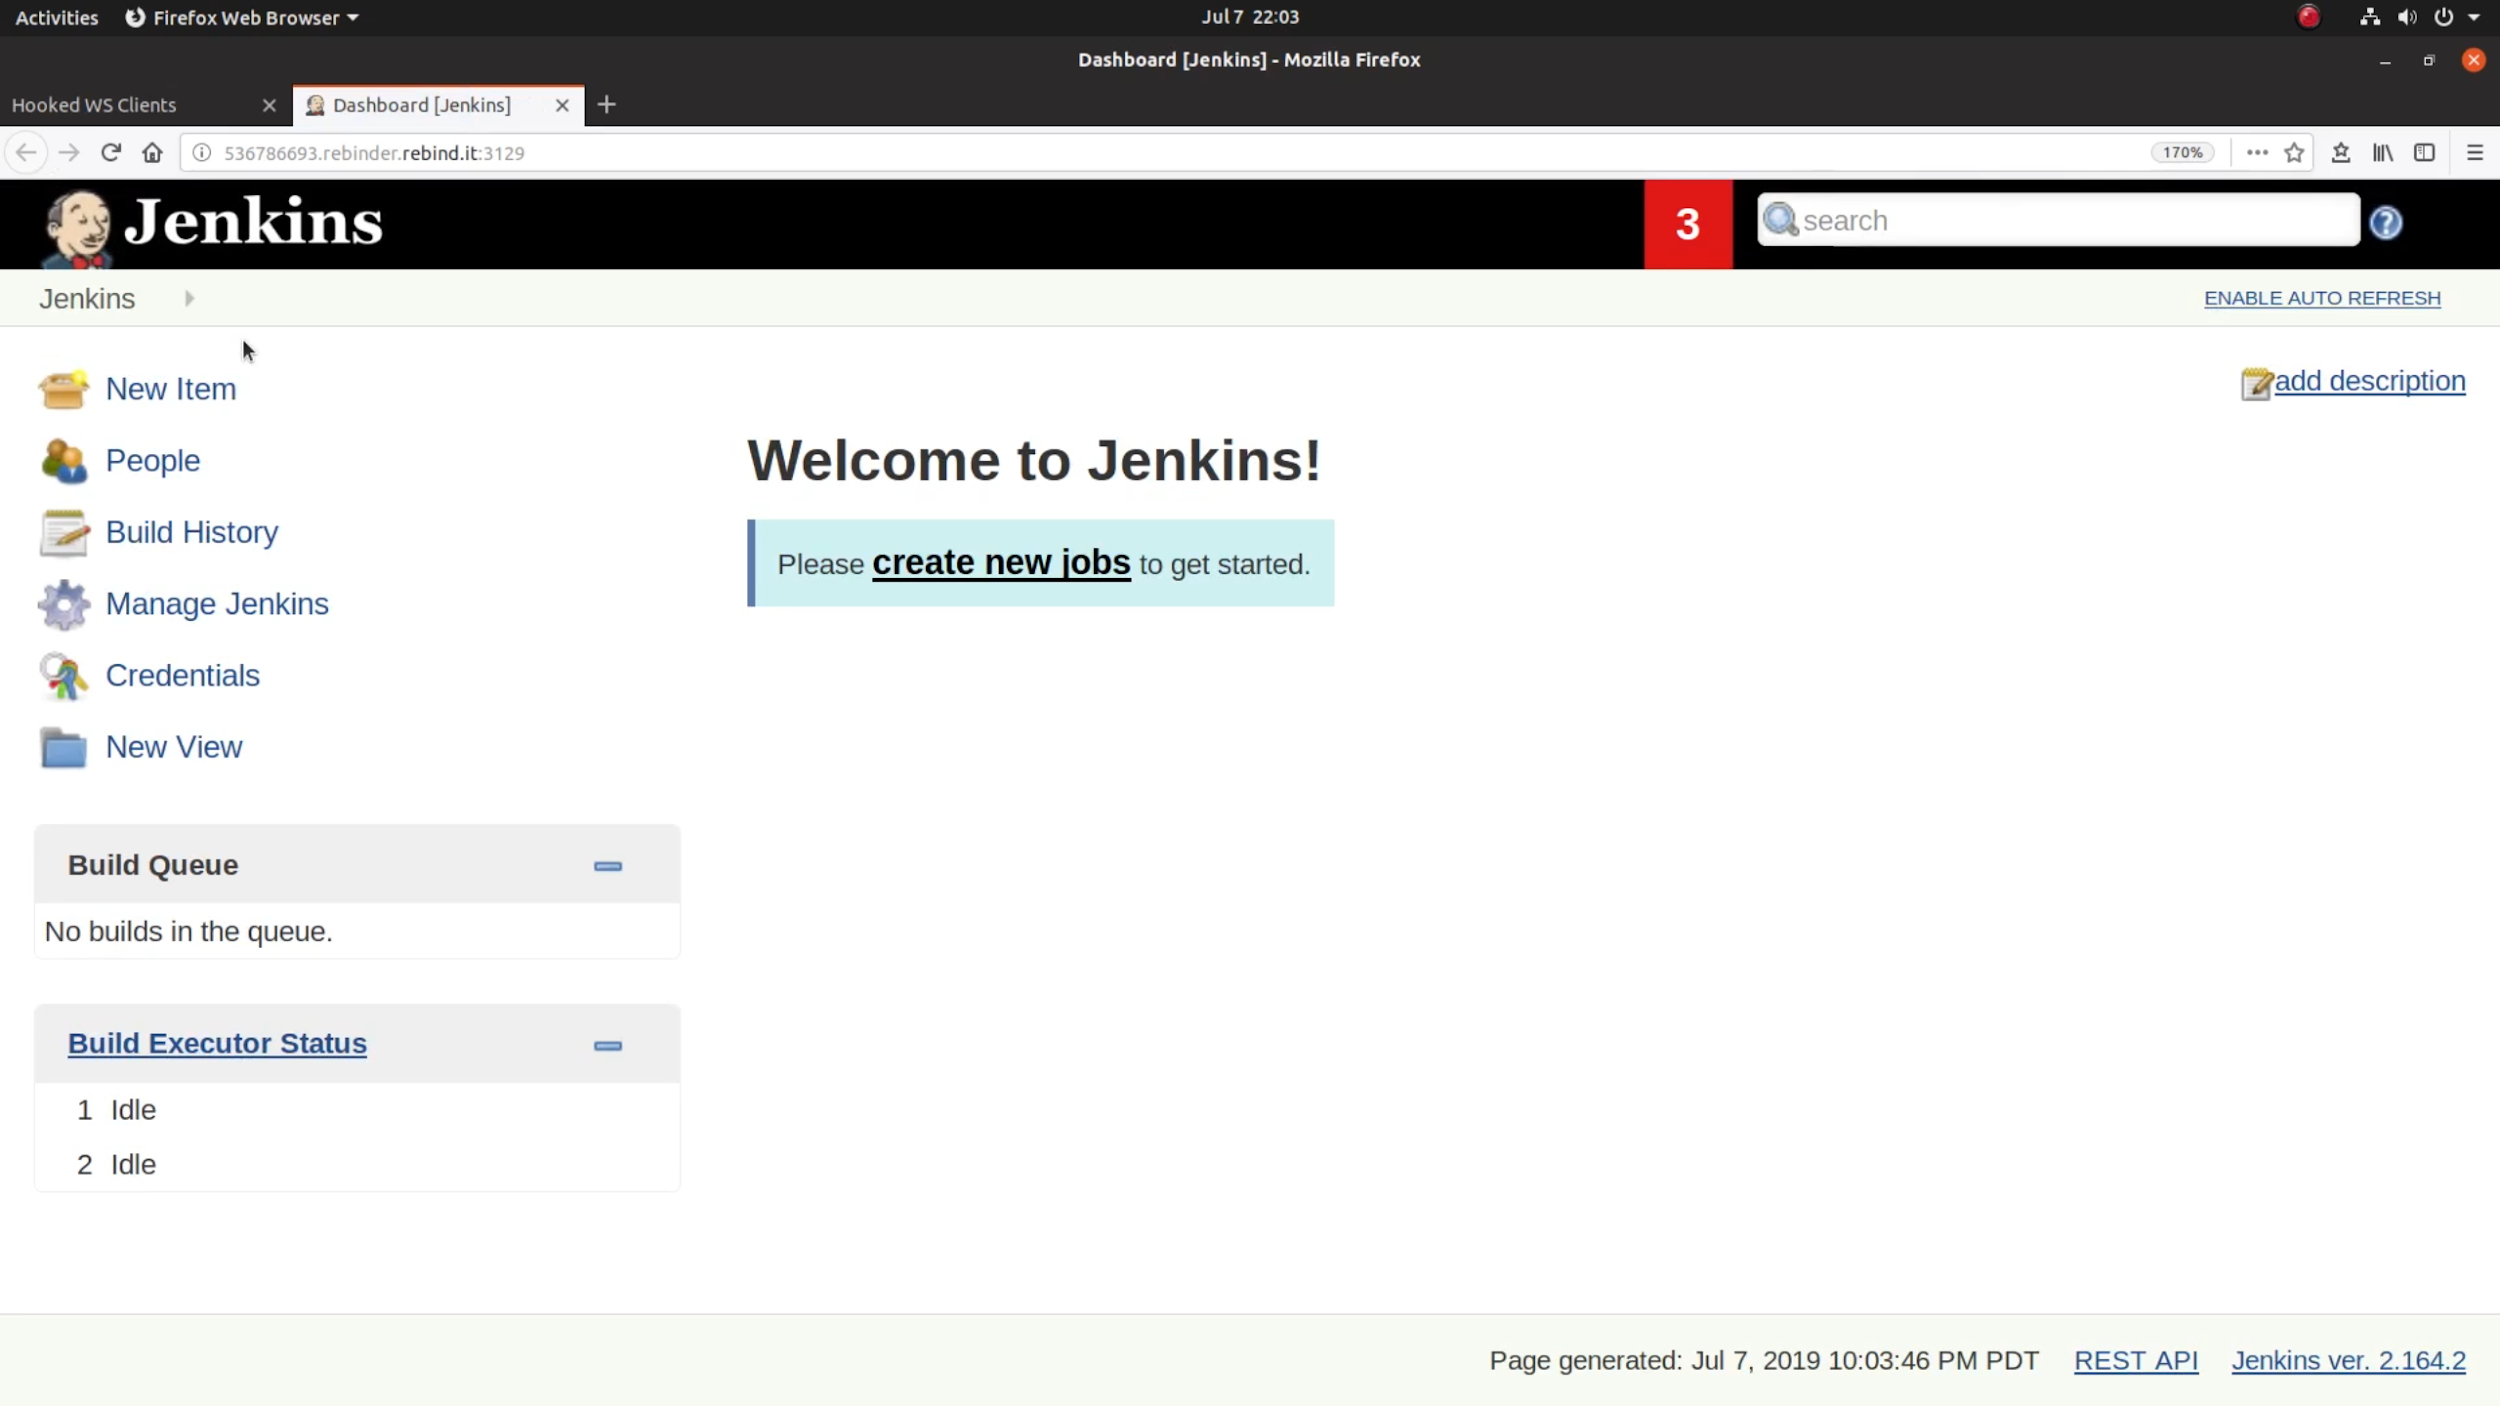 Activities Firefox Web Browser Jul 7 22:03
Dashboard [Jenkins] - Mozilla Firefox
Hooked WS Clients Dashboard [Jenkins]
536786693.rebinder.rebind.it:3129 170%
Jenkins 3 search
Jenkins ENABLE AUTO REFRESH
New Item
People
Build History
Manage Jenkins
Credentials
New View
add description
Welcome to Jenkins!
Please create new jobs to get started.
Build Queue
No builds in the queue.
Build Executor Status
1 Idle
2 Idle
Page generated: Jul 7, 2019 10:03:46 PM PDT REST API Jenkins ver. 2.164.2